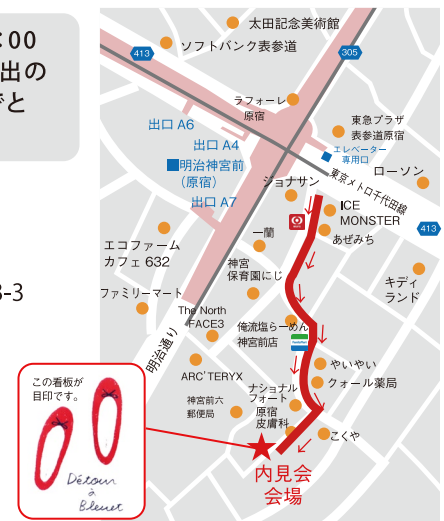 :00
出の
でと
3-3
太田記念美術館
413
ソフトバンク表参道
305
ラフォーレ
原宿
東急プラザ
表参道原宿
出口 A6
出口 A4
エレベーター
専用口
明治神宮前
(原宿)
ジョナサン
東京メトロ千代田線
ローソン
出口 A7
ICE
MONSTER
あぜみち
413
一蘭
エコファーム
カフェ 632
神宮
保育園にじ
キディ
ランド
ファミリーマート
The North
FACE3
明治通り
俺流塩らーめん
神宮前店
FamilyMart
ARC'TERYX
やいやい
クォール薬局
ナショナル
フォート
原宿
皮膚科
神宮前六
郵便局
こくや
内見会
会場
この看板が
目印です。
Détour
à
Bleuet